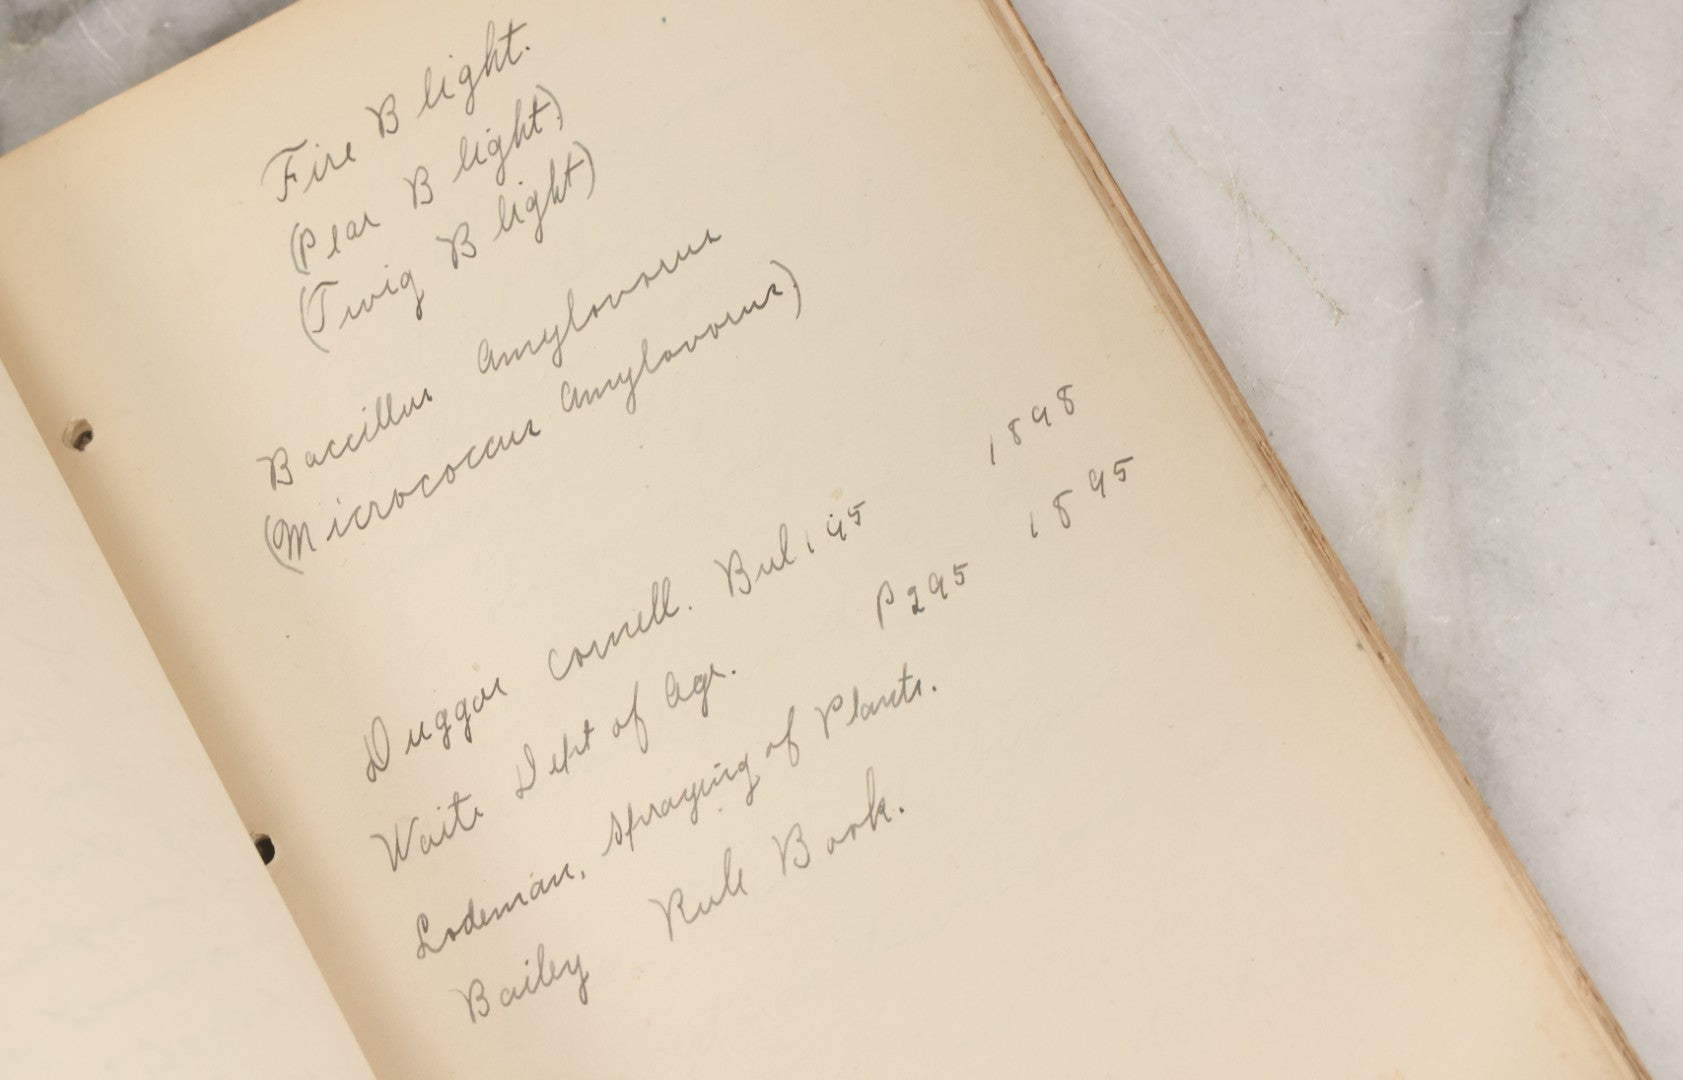 Fire Blight.
(Pear Blight)
(Twig Blight)
Baccillus Amylovorus
(Micrococcus Amylovorus)
Duggar Cornell. Bul 145 1898
Waite Dept of Agr. P295 1895
Lodeman, Spraying of Plants.
Bailey Rule Book.